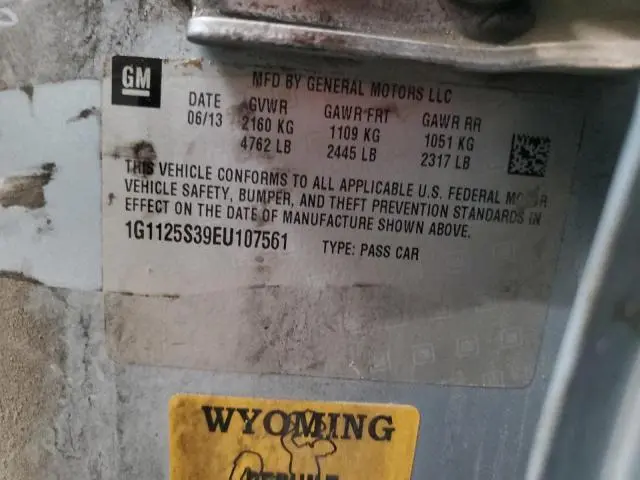 GM
MFD BY GENERAL MOTORS LLC
DATE GVWR GAWR FRT GAWR RR
06/13 2160 KG 1109 KG 1051 KG
4762 LB 2445 LB 2317 LB
THIS VEHICLE CONFORMS TO ALL APPLICABLE U.S. FEDERAL MOTOR
VEHICLE SAFETY, BUMPER, AND THEFT PREVENTION STANDARDS IN
EFFECT ON THE DATE OF MANUFACTURE SHOWN ABOVE.
1G1125S39EU107561 TYPE: PASS CAR
WYOMING